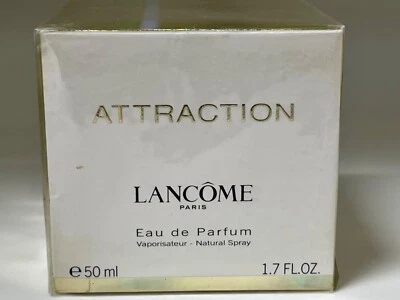 ATTRACTION
LANCÔME
PARIS
Eau de Parfum
Vaporisateur - Natural Spray
e 50 ml 1.7 FL.OZ.